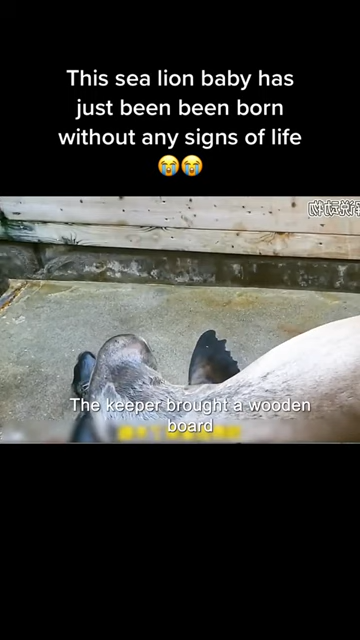 This sea lion baby has
just been been born
without any signs of life
😭😭
The keeper brought a wooden
board